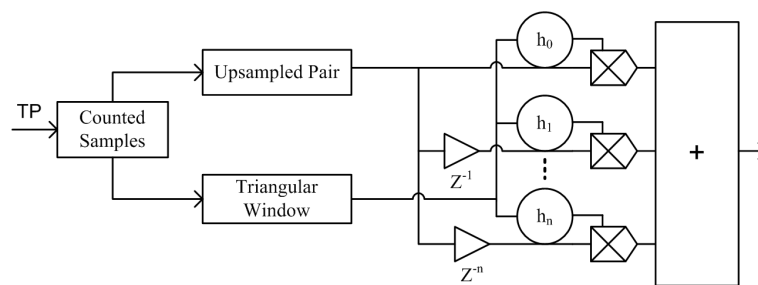 TP
Counted
Samples
Upsampled Pair
Triangular
Window
h0
h1
hn
Z-1
Z-n
+